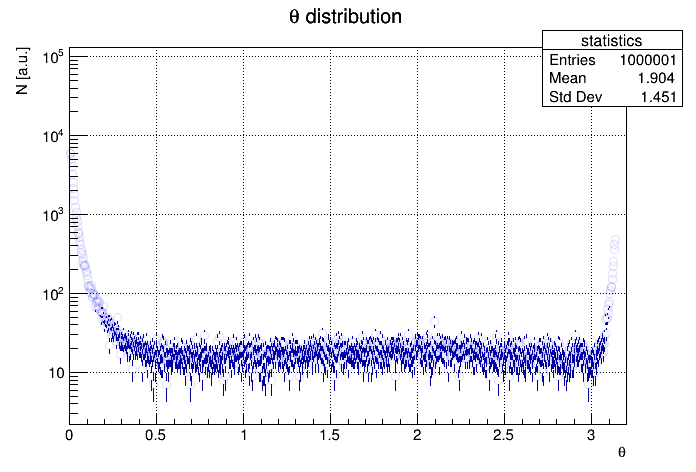 θ distribution
statistics
Entries 1000001
Mean 1.904
Std Dev 1.451
N [a.u.]
10⁵
10⁴
10³
10²
10
0 0.5 1 1.5 2 2.5 3
θ